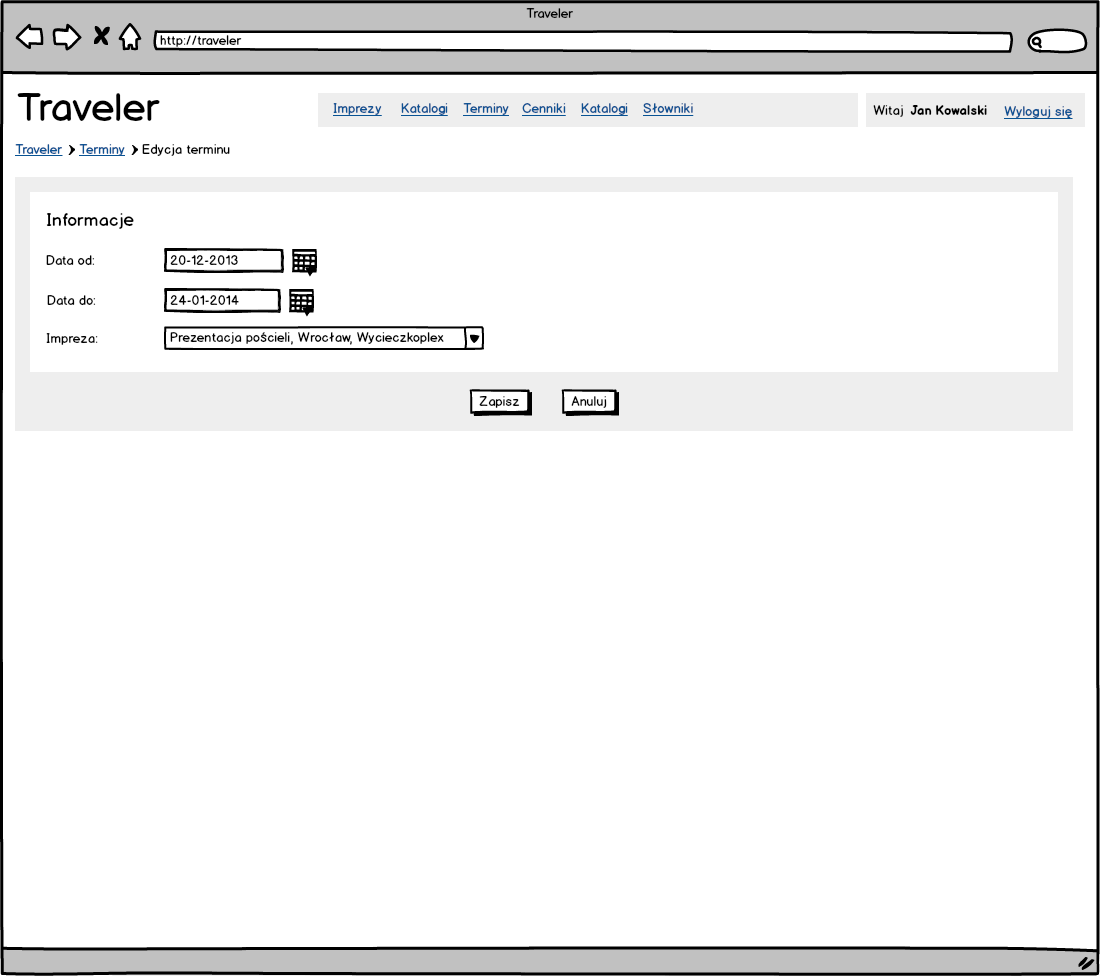 Traveler
http://traveler
Traveler
Imprezy Katalogi Terminy Cenniki Katalogi Słowniki
Witaj Jan Kowalski Wyloguj się
Traveler Terminy Edycja terminu
Informacje
Data od: 20-12-2013
Data do: 24-01-2014
Impreza: Prezentacja pościeli, Wrocław, Wycieczkoplex
Zapisz Anuluj